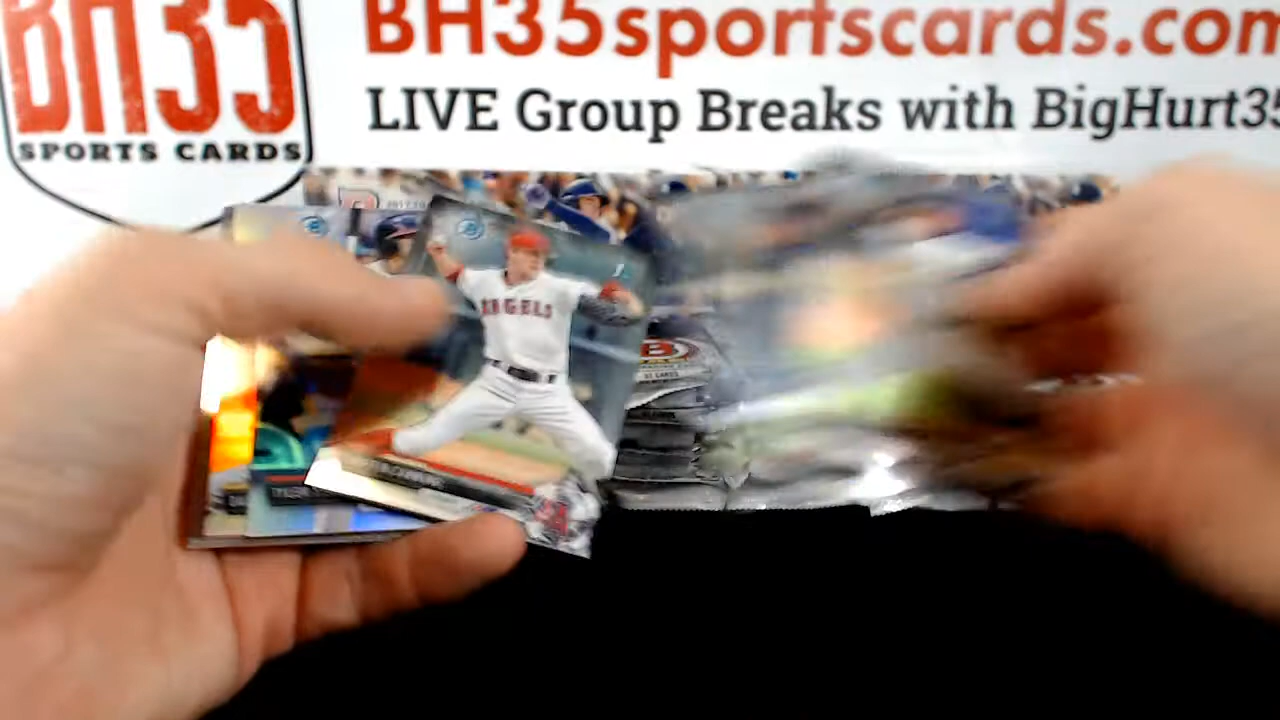 BH35
SPORTS CARDS
BH35sportscards.com
LIVE Group Breaks with BigHurt35
ANGELS
B